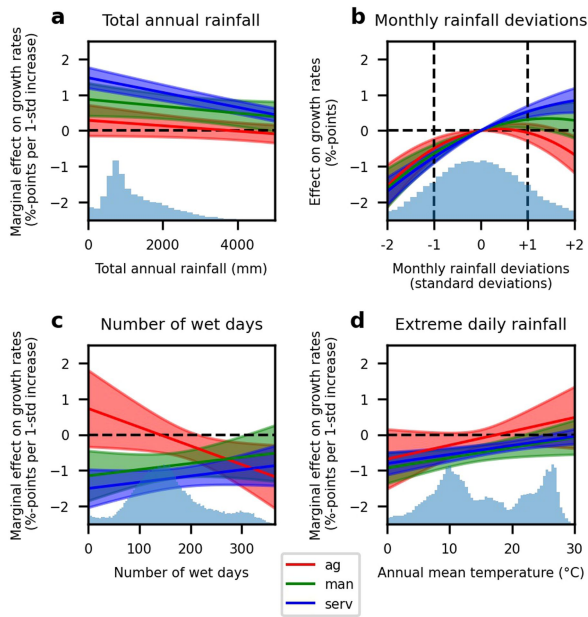 a Total annual rainfall
Marginal effect on growth rates
(%-points per 1-std increase)
2
1
0
−1
−2
0 2000 4000
Total annual rainfall (mm)
b Monthly rainfall deviations
Effect on growth rates
(%-points)
2
1
0
−1
−2
-2 -1 0 +1 +2
Monthly rainfall deviations
(standard deviations)
c Number of wet days
Marginal effect on growth rates
(%-points per 1-std increase)
2
1
0
−1
−2
0 100 200 300
Number of wet days
d Extreme daily rainfall
Marginal effect on growth rates
(%-points per 1-std increase)
2
1
0
−1
−2
0 10 20 30
Annual mean temperature (°C)
ag
man
serv